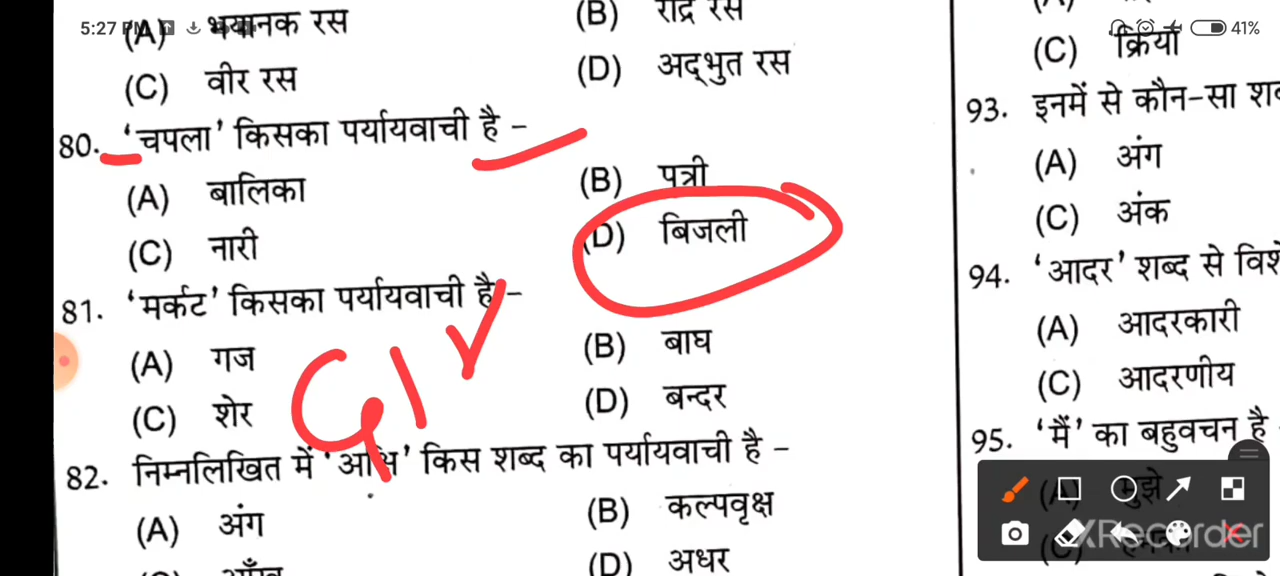 5:27 PM
41%
(A) भयानक रस
(B) रौद्र रस
(C) वीर रस
(D) अद्भुत रस
80. 'चपला' किसका पर्यायवाची है –
(A) बालिका
(B) पत्री
(C) नारी
(D) बिजली
81. 'मर्कट' किसका पर्यायवाची है –
(A) गज
(B) बाघ
(C) शेर
(D) बन्दर
82. निम्नलिखित में 'अक्षि' किस शब्द का पर्यायवाची है –
(A) अंग
(B) कल्पवृक्ष
(D) अधर
(C) क्रिया
93. इनमें से कौन-सा
(A) अंग
(C) अंक
94. 'आदर' शब्द से
(A) आदरकारी
(C) आदरणीय
95. 'मैं' का बहुवचन है
(A) मुझे
XRecorder